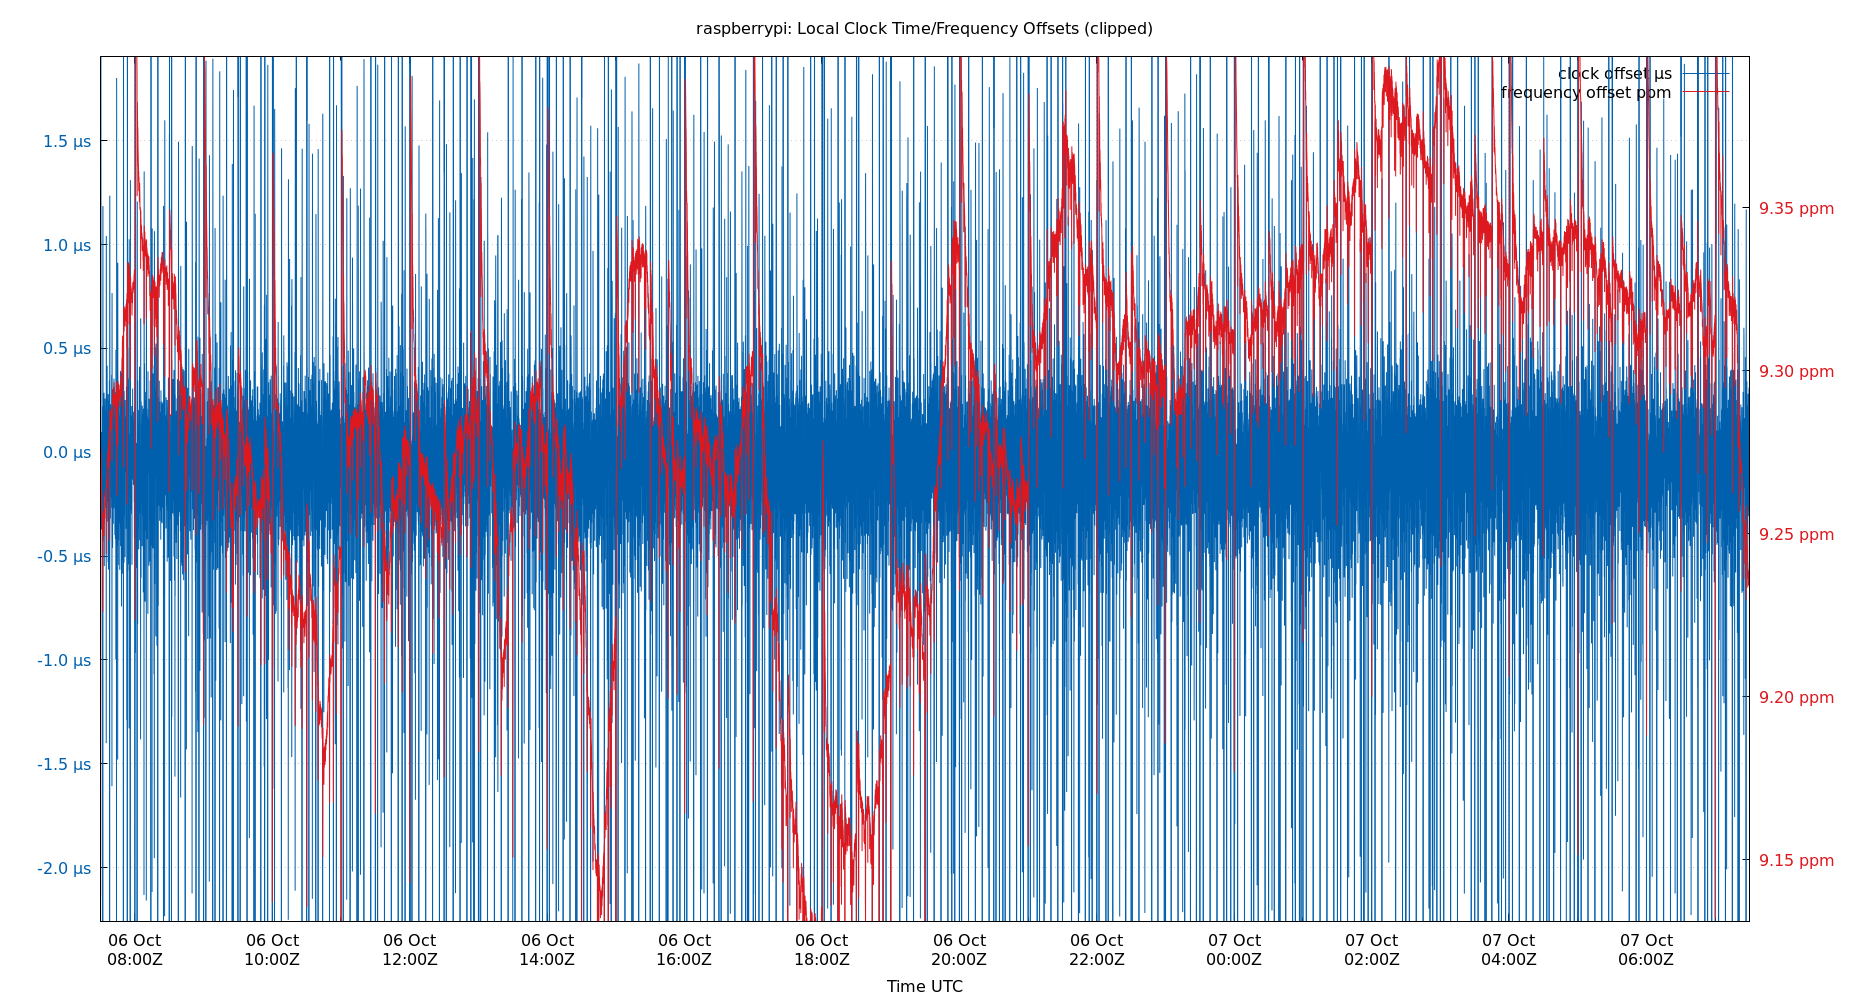 raspberrypi: Local Clock Time/Frequency Offsets (clipped)
clock offset µs
frequency offset ppm
1.5 µs
1.0 µs
0.5 µs
0.0 µs
-0.5 µs
-1.0 µs
-1.5 µs
-2.0 µs
9.35 ppm
9.30 ppm
9.25 ppm
9.20 ppm
9.15 ppm
06 Oct 06 Oct 06 Oct 06 Oct 06 Oct 06 Oct 06 Oct 06 Oct 07 Oct 07 Oct 07 Oct 07 Oct
08:00Z 10:00Z 12:00Z 14:00Z 16:00Z 18:00Z 20:00Z 22:00Z 00:00Z 02:00Z 04:00Z 06:00Z
Time UTC